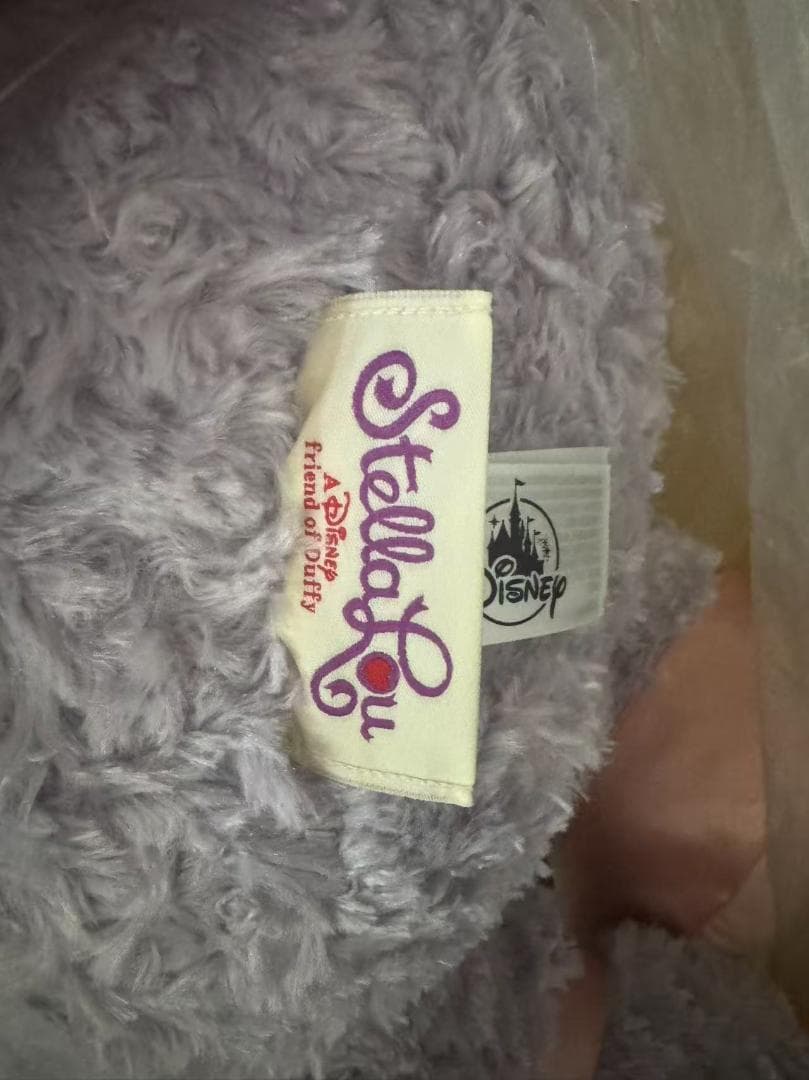 StellaLou
A Disney
friend of Duffy
Disney